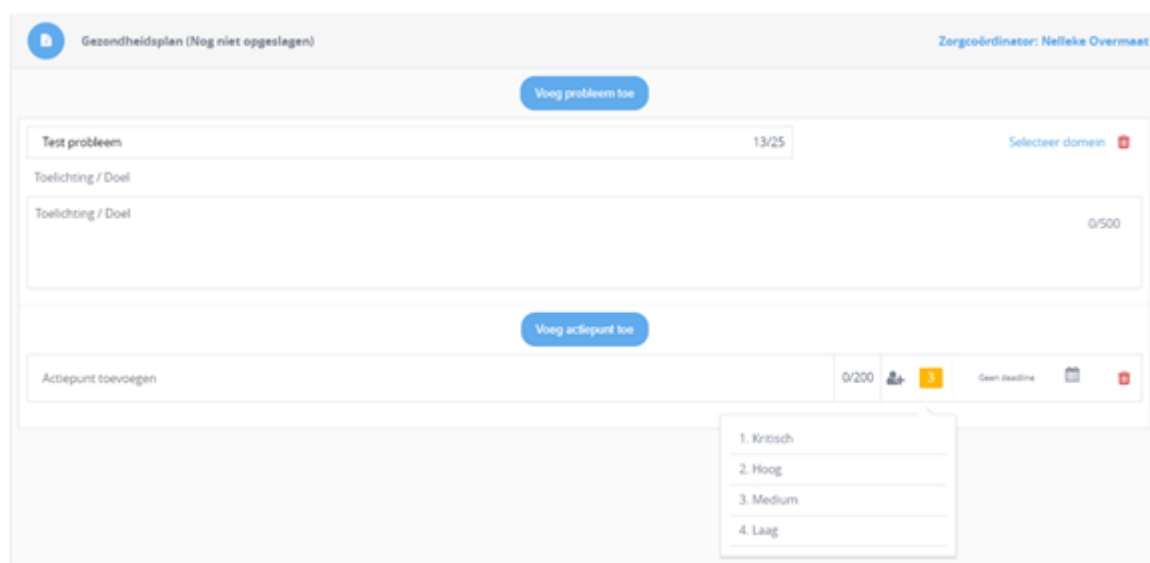 Gezondheidsplan (Nog niet opgeslagen) Zorgcoördinator: Nelleke Overmaat
Voeg probleem toe
Test probleem 13/25 Selecteer domein
Toelichting / Doel
Toelichting / Doel
0/500
Voeg actiepunt toe
Actiepunt toevoegen 0/200 3 Geen deadline
1. Kritisch
2. Hoog
3. Medium
4. Laag